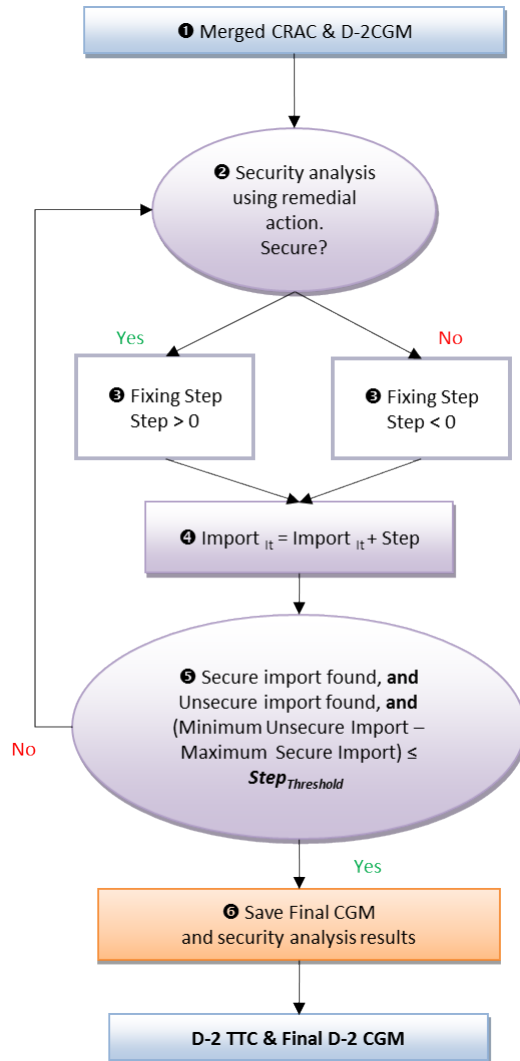 ❶ Merged CRAC & D-2CGM
❷ Security analysis
using remedial
action.
Secure?
Yes
No
❸ Fixing Step
Step > 0
❸ Fixing Step
Step < 0
❹ Import It = Import It + Step
❺ Secure import found, and
Unsecure import found, and
(Minimum Unsecure Import –
Maximum Secure Import) ≤
StepThreshold
No
Yes
❻ Save Final CGM
and security analysis results
D-2 TTC & Final D-2 CGM